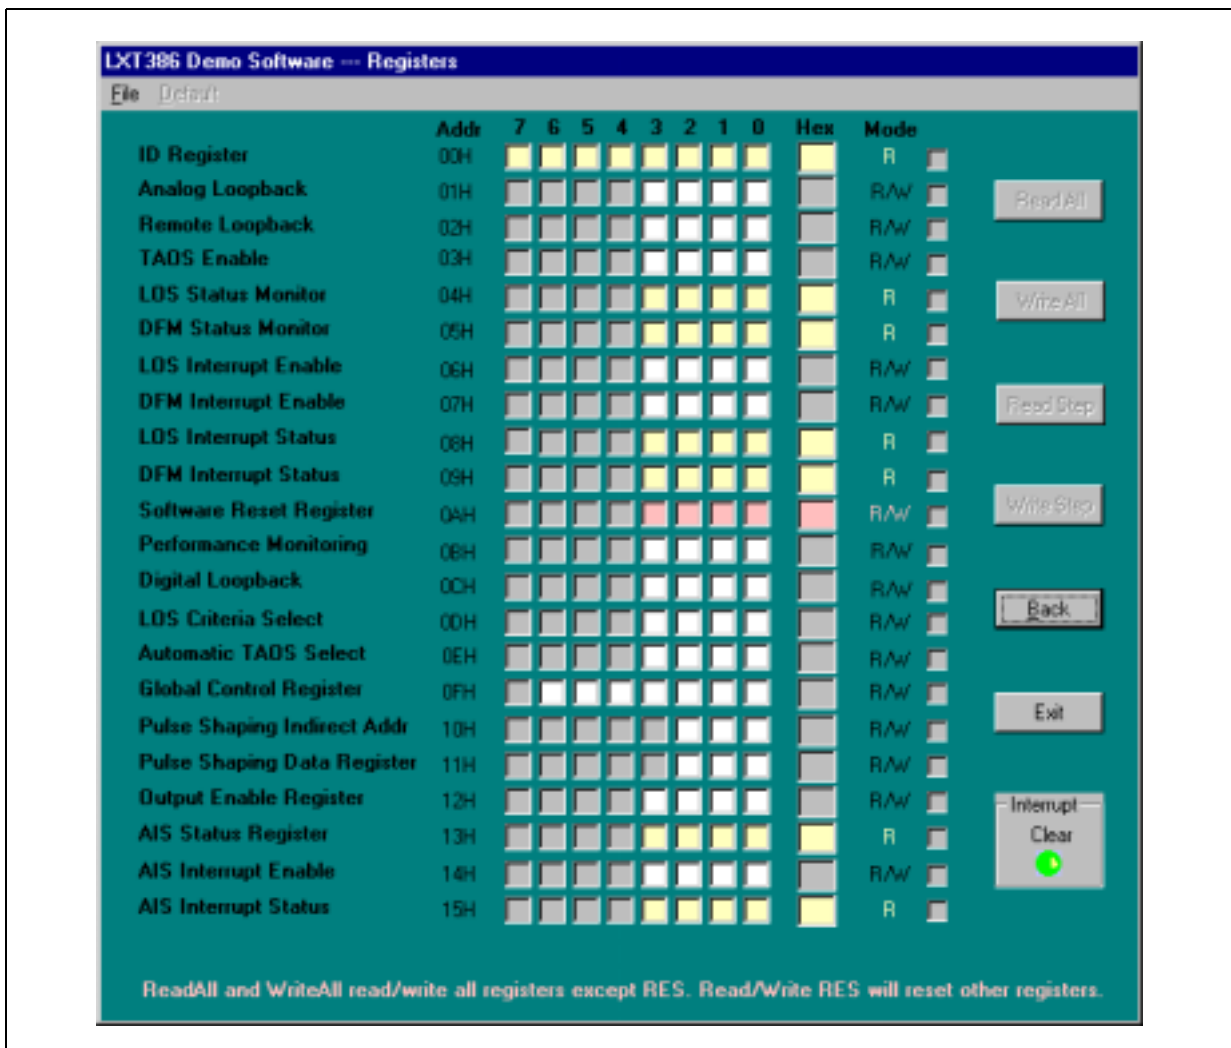 LXT386 Demo Software --- Registers
File Default
Addr 7 6 5 4 3 2 1 0 Hex Mode
ID Register 00H R
Analog Loopback 01H R/W
Read All
Remote Loopback 02H R/W
TAOS Enable 03H R/W
LOS Status Monitor 04H R
Write All
DFM Status Monitor 05H R
LOS Interrupt Enable 06H R/W
DFM Interrupt Enable 07H R/W
Read Step
LOS Interrupt Status 08H R
DFM Interrupt Status 09H R
Software Reset Register 0AH R/W
Write Step
Performance Monitoring 0BH R/W
Digital Loopback 0CH R/W
Back
LOS Criteria Select 0DH R/W
Automatic TAOS Select 0EH R/W
Global Control Register 0FH R/W
Exit
Pulse Shaping Indirect Addr 10H R/W
Pulse Shaping Data Register 11H R/W
Output Enable Register 12H R/W
Interrupt
AIS Status Register 13H R
Clear
AIS Interrupt Enable 14H R/W
AIS Interrupt Status 15H R
ReadAll and WriteAll read/write all registers except RES. Read/Write RES will reset other registers.